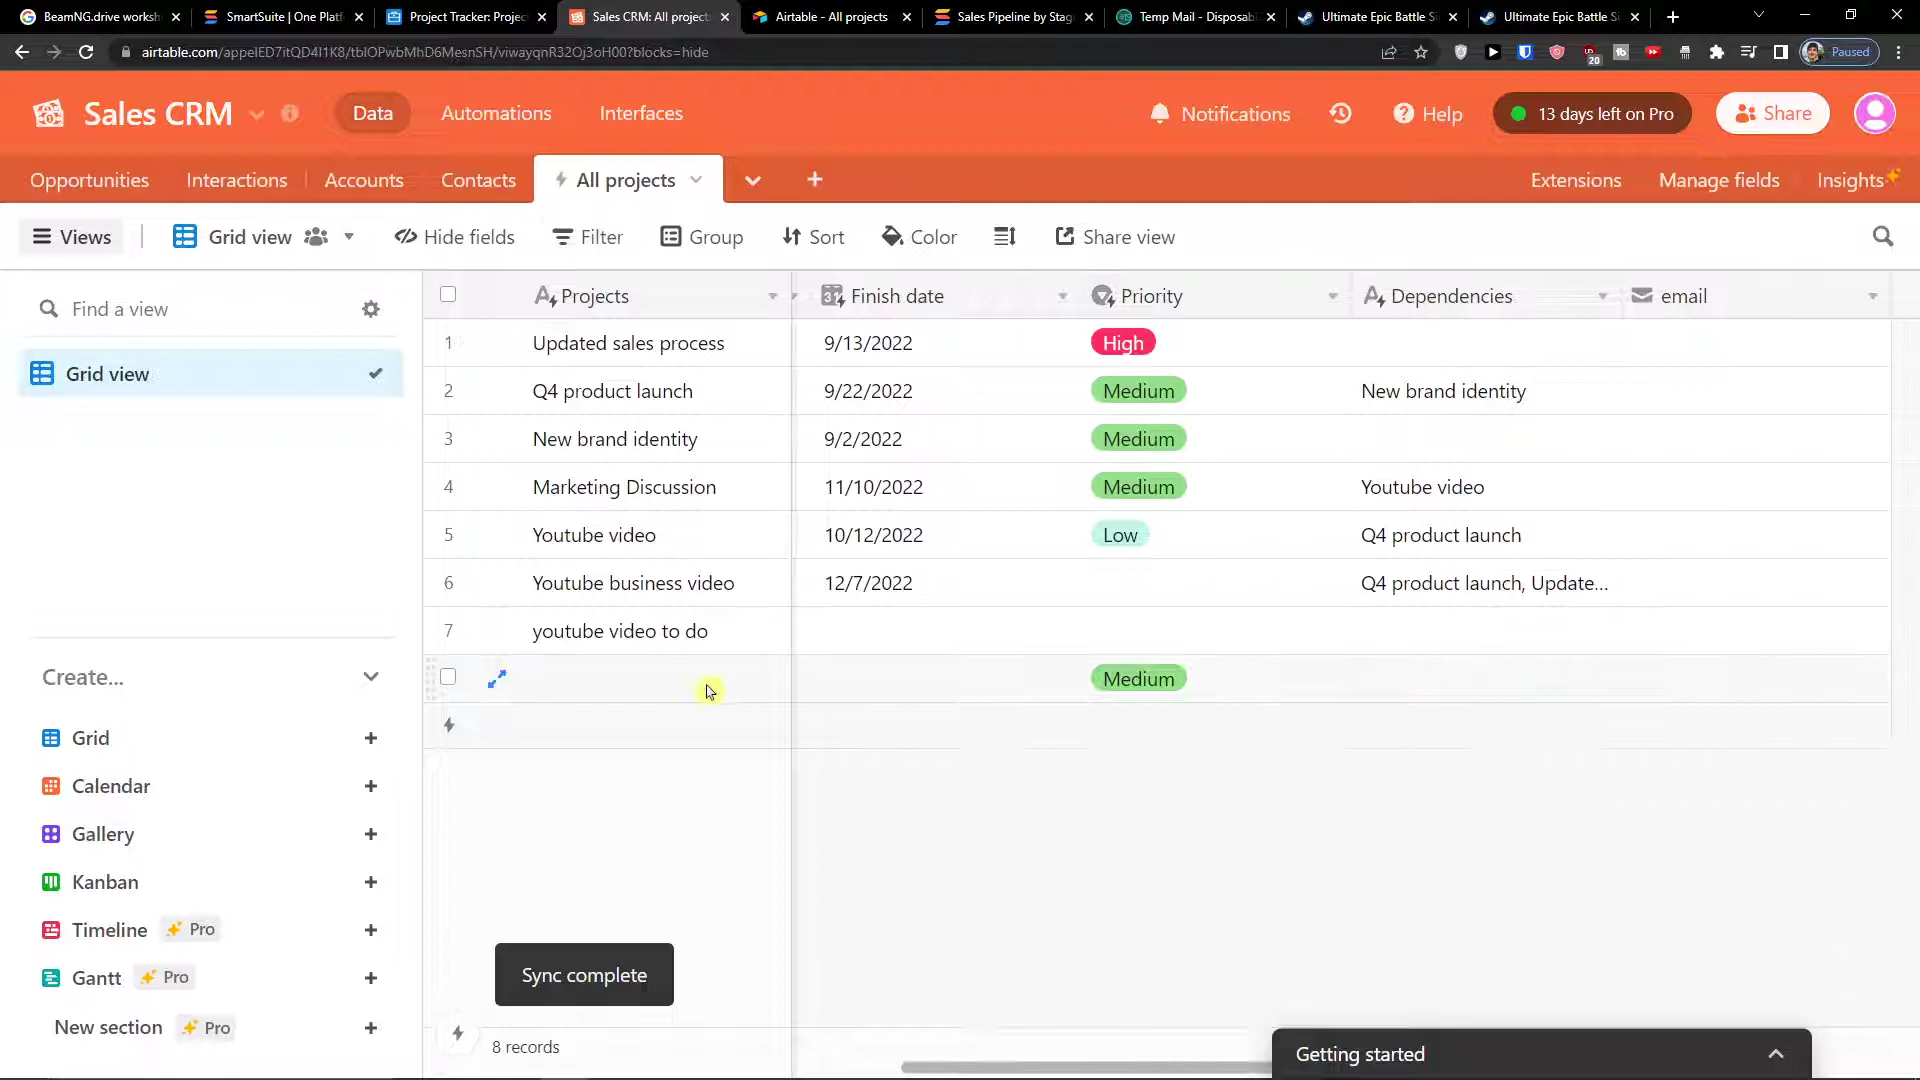 BeamNG.drive worksh
SmartSuite | One Platf
Project Tracker: Projec
Sales CRM: All projects
Airtable - All projects
Sales Pipeline by Stag
Temp Mail - Disposab
Ultimate Epic Battle Si
Ultimate Epic Battle Si
airtable.com/appelED7itQD4I1K8/tblOPwbMhD6MesnSH/viwayqnR32Oj3oH00?blocks=hide
20
Paused
Sales CRM
Data
Automations
Interfaces
Notifications
Help
13 days left on Pro
Share
Opportunities
Interactions
Accounts
Contacts
All projects
Extensions
Manage fields
Insights
Views
Grid view
Hide fields
Filter
Group
Sort
Color
Share view
Find a view
Grid view
Projects
31
Finish date
Priority
Dependencies
email
1 Updated sales process 9/13/2022 High
2 Q4 product launch 9/22/2022 Medium New brand identity
3 New brand identity 9/2/2022 Medium
4 Marketing Discussion 11/10/2022 Medium Youtube video
5 Youtube video 10/12/2022 Low Q4 product launch
6 Youtube business video 12/7/2022 Q4 product launch, Update...
7 youtube video to do
Medium
Create...
Grid
Calendar
Gallery
Kanban
Timeline Pro
Gantt Pro
New section Pro
Sync complete
8 records
Getting started